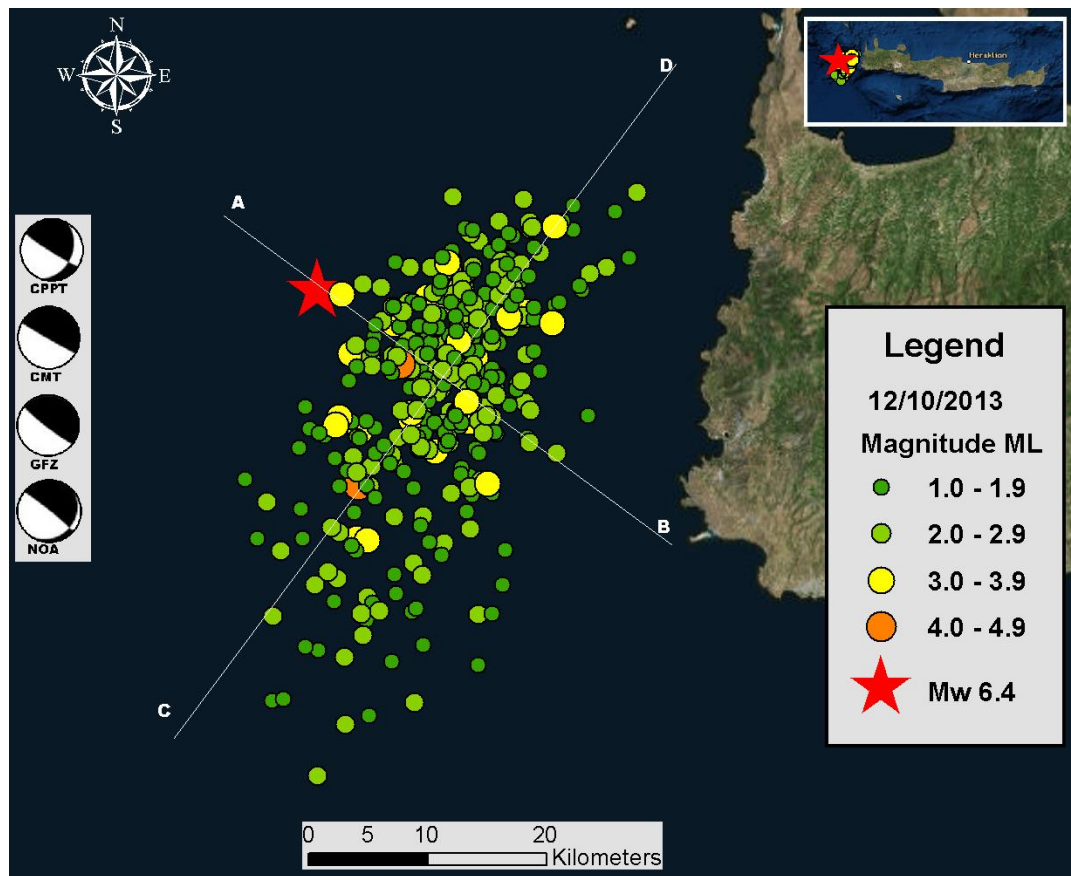 N
W E
S
D
Heraklion
A
CPPT
CMT
GFZ
NOA
B
C
Legend
12/10/2013
Magnitude ML
1.0 - 1.9
2.0 - 2.9
3.0 - 3.9
4.0 - 4.9
Mw 6.4
0 5 10 20
Kilometers